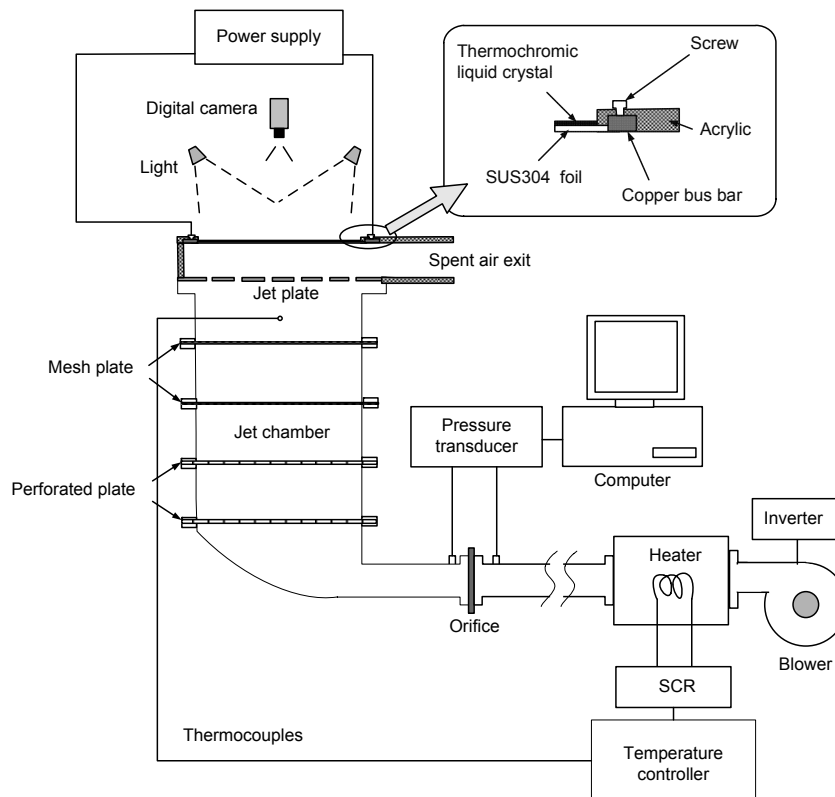 Power supply
Thermochromic
liquid crystal
Screw
Digital camera
Light
Acrylic
SUS304 foil
Copper bus bar
Spent air exit
Jet plate
Mesh plate
Jet chamber
Pressure
transducer
Computer
Perforated plate
Inverter
Heater
Orifice
Blower
SCR
Thermocouples
Temperature
controller